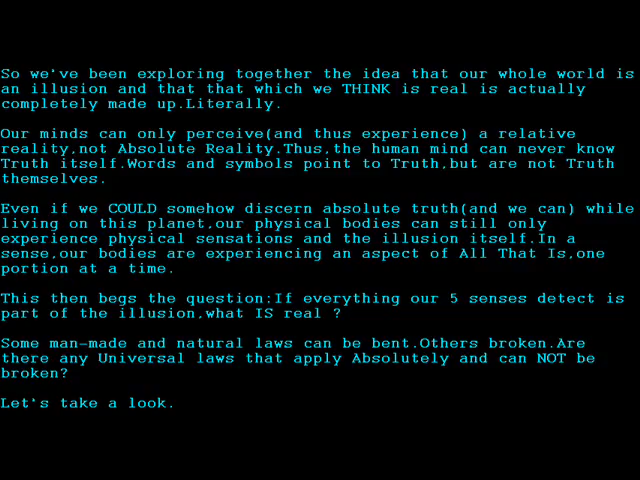 So we've been exploring together the idea that our whole world is
an illusion and that that which we THINK is real is actually
completely made up.Literally.
Our minds can only perceive(and thus experience) a relative
reality,not Absolute Reality.Thus,the human mind can never know
Truth itself.Words and symbols point to Truth,but are not Truth
themselves.
Even if we COULD somehow discern absolute truth(and we can) while
living on this planet,our physical bodies can still only
experience physical sensations and the illusion itself.In a
sense,our bodies are experiencing an aspect of All That Is,one
portion at a time.
This then begs the question:If everything our 5 senses detect is
part of the illusion,what IS real ?
Some man-made and natural laws can be bent.Others broken.Are
there any Universal laws that apply Absolutely and can NOT be
broken?
Let's take a look.